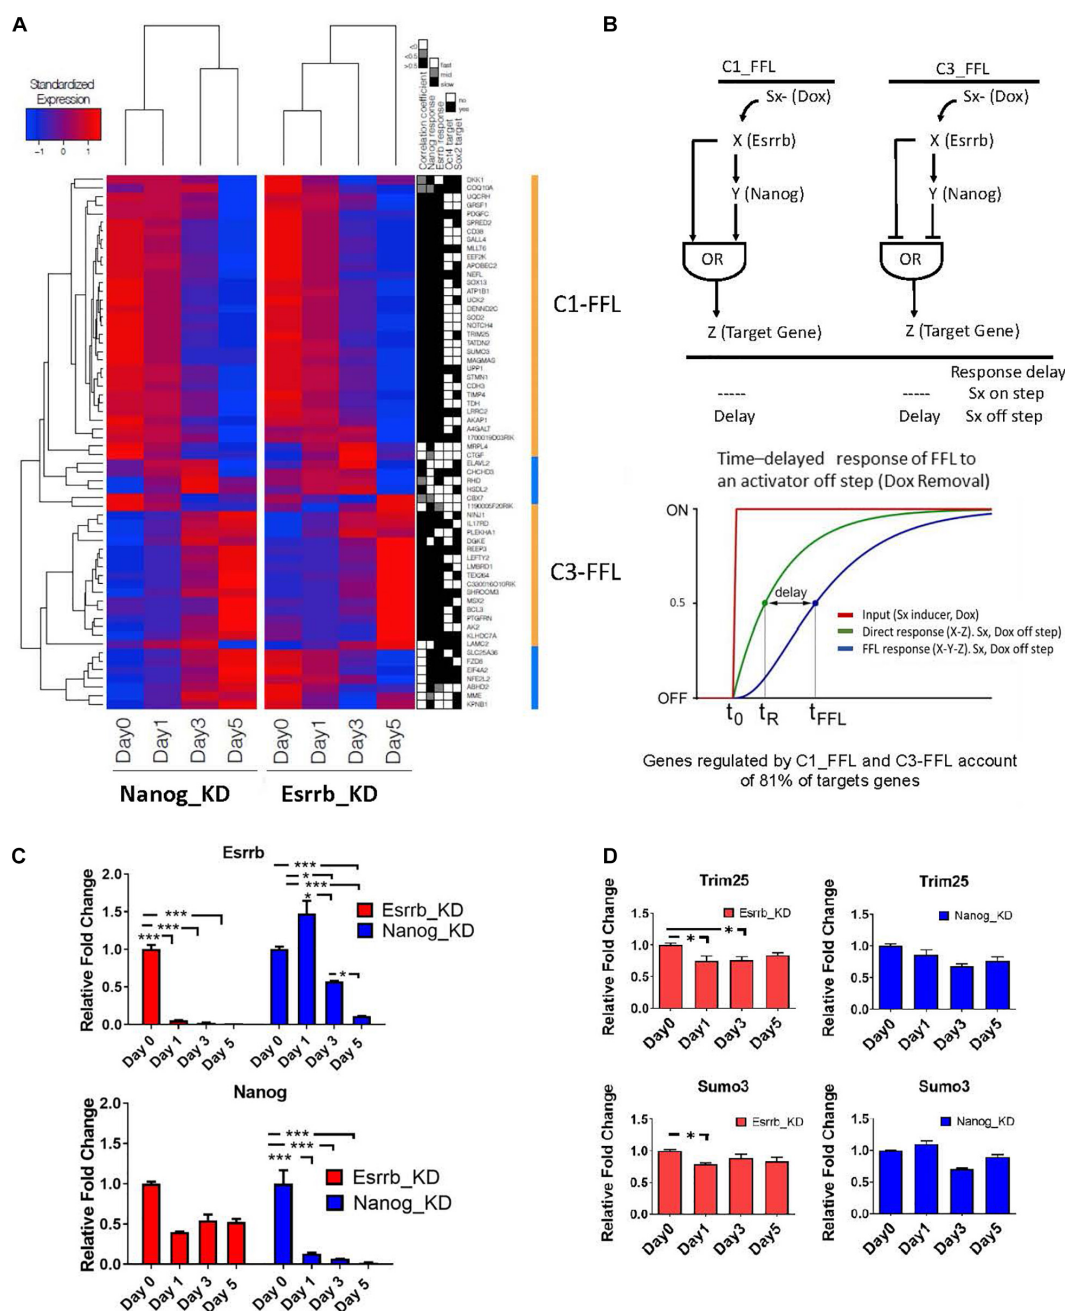 A
Standardized
Expression
−1 0 1
<0
<0.5
>0.5
fast
mid
slow
no
yes
Correlation coefficient
Nanog response
Esrrb response
Oct4 target
Sox2 target
DKK1
COQ10A
UQCRH
GRSF1
PDGFC
SPRED2
CD38
SALL4
MLLT6
EEF2K
APOBEC2
NEFL
SOX13
ATP1B1
UCK2
DENND2C
SOD2
NOTCH4
TRIM25
TATDN2
SUMO3
MAGMAS
UPP1
STMN1
CDH3
TIMP4
TDH
LRRC2
AKAP1
A4GALT
1700019D03RIK
MRPL4
CTGF
ELAVL2
CHCHD3
RHD
HSDL2
CBX7
1190005F20RIK
NINJ1
IL17RD
PLEKHA1
DGKE
REEP3
LEFTY2
LMBRD1
TEX264
C330016O10RIK
SHROOM3
MSX2
BCL3
PTGFRN
AK2
KLHDC7A
LAMC2
SLC25A36
FZD8
EIF4A2
NFE2L2
ABHD2
MME
KPNB1
C1-FFL
C3-FFL
Day0 Day1 Day3 Day5 Day0 Day1 Day3 Day5
Nanog_KD Esrrb_KD
B
C1_FFL C3_FFL
Sx- (Dox) Sx- (Dox)
X (Esrrb) X (Esrrb)
Y (Nanog) Y (Nanog)
OR OR
Z (Target Gene) Z (Target Gene)
Response delay
----- ----- Sx on step
Delay Delay Sx off step
Time–delayed response of FFL to
an activator off step (Dox Removal)
ON
0.5
OFF
delay
Input (Sx inducer, Dox)
Direct response (X-Z). Sx, Dox off step)
FFL response (X-Y-Z). Sx, Dox off step
t0 tR tFFL
Genes regulated by C1_FFL and C3-FFL account
of 81% of targets genes
C
Esrrb
Relative Fold Change
2.0
1.5
1.0
0.5
0.0
***
***
***
***
*
***
*
*
Esrrb_KD
Nanog_KD
Day 0 Day 1 Day 3 Day 5 Day 0 Day 1 Day 3 Day 5
Nanog
Relative Fold Change
2.0
1.5
1.0
0.5
0.0
***
***
***
Esrrb_KD
Nanog_KD
Day 0 Day 1 Day 3 Day 5 Day 0 Day 1 Day 3 Day 5
D
Trim25
Relative Fold Change
1.5
1.0
0.5
0.0
* *
Esrrb_KD
Day0 Day1 Day3 Day5
Trim25
Relative Fold Change
1.5
1.0
0.5
0.0
Nanog_KD
Day0 Day1 Day3 Day5
Sumo3
Relative Fold Change
1.5
1.0
0.5
0.0
*
Esrrb_KD
Day0 Day1 Day3 Day5
Sumo3
Relative Fold Change
1.5
1.0
0.5
0.0
Nanog_KD
Day0 Day1 Day3 Day5